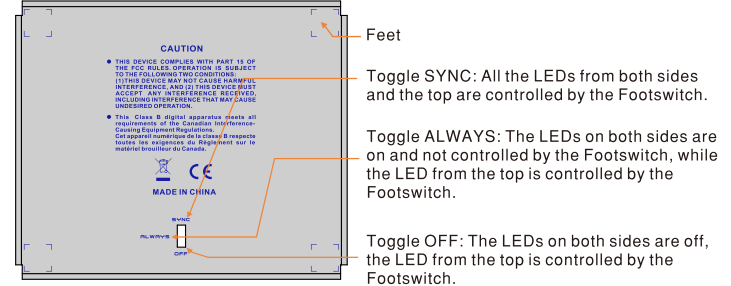 CAUTION
● THIS DEVICE COMPLIES WITH PART 15 OF
THE FCC RULES. OPERATION IS SUBJECT
TO THE FOLLOWING TWO CONDITIONS:
(1)THIS DEVICE MAY NOT CAUSE HARMFUL
INTERFERENCE, AND (2) THIS DEVICE MUST
ACCEPT ANY INTERFERENCE RECEIVED,
INCLUDING INTERFERENCE THAT MAY CAUSE
UNDESIRED OPERATION.
● This Class B digital apparatus meets all
requirements of the Canadian Interference-
Causing Equipment Regulations.
Cet appareil numérique de la classe B respecte
toutes les exigences du Règlement sur le
matériel brouilleur du Canada.
CE
MADE IN CHINA
SYNC
ALWAYS
OFF
Feet
Toggle SYNC: All the LEDs from both sides
and the top are controlled by the Footswitch.
Toggle ALWAYS: The LEDs on both sides are
on and not controlled by the Footswitch, while
the LED from the top is controlled by the
Footswitch.
Toggle OFF: The LEDs on both sides are off,
the LED from the top is controlled by the
Footswitch.